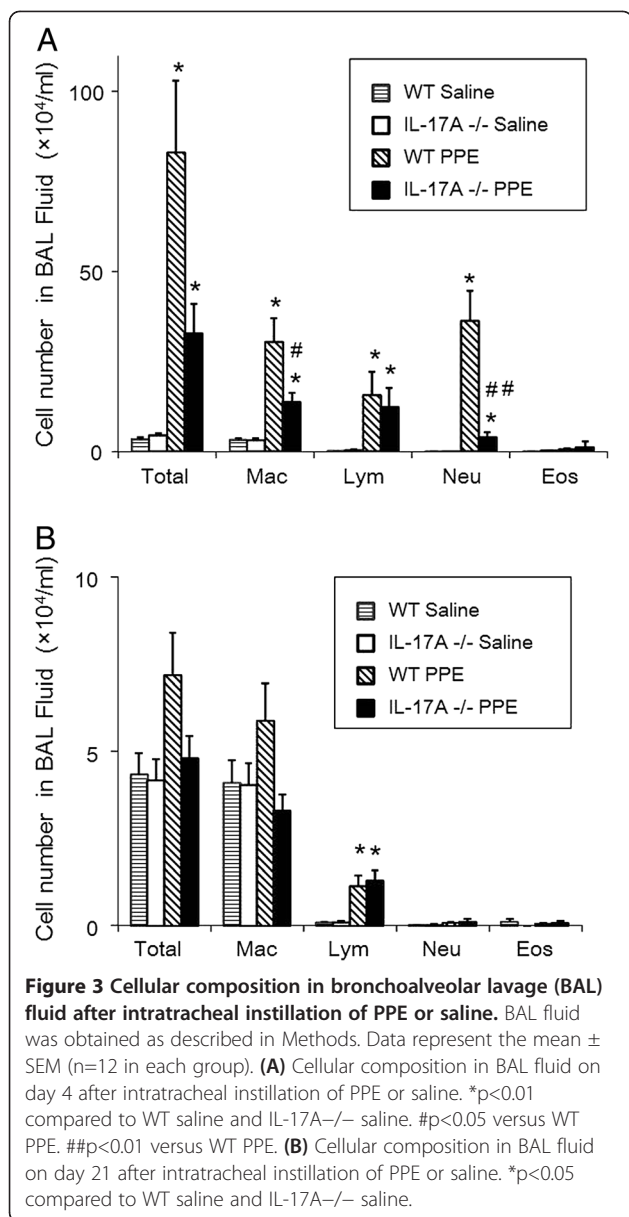 A
Cell number in BAL Fluid (×10⁴/ml)
100
50
0
*
*
*
#
*
*
*
*
##
*
WT Saline
IL-17A -/- Saline
WT PPE
IL-17A -/- PPE
Total Mac Lym Neu Eos
B
Cell number in BAL Fluid (×10⁴/ml)
10
5
0
* *
WT Saline
IL-17A -/- Saline
WT PPE
IL-17A -/- PPE
Total Mac Lym Neu Eos
Figure 3 Cellular composition in bronchoalveolar lavage (BAL)
fluid after intratracheal instillation of PPE or saline. BAL fluid
was obtained as described in Methods. Data represent the mean ±
SEM (n=12 in each group). (A) Cellular composition in BAL fluid on
day 4 after intratracheal instillation of PPE or saline. *p<0.01
compared to WT saline and IL-17A−/− saline. #p<0.05 versus WT
PPE. ##p<0.01 versus WT PPE. (B) Cellular composition in BAL fluid
on day 21 after intratracheal instillation of PPE or saline. *p<0.05
compared to WT saline and IL-17A−/− saline.